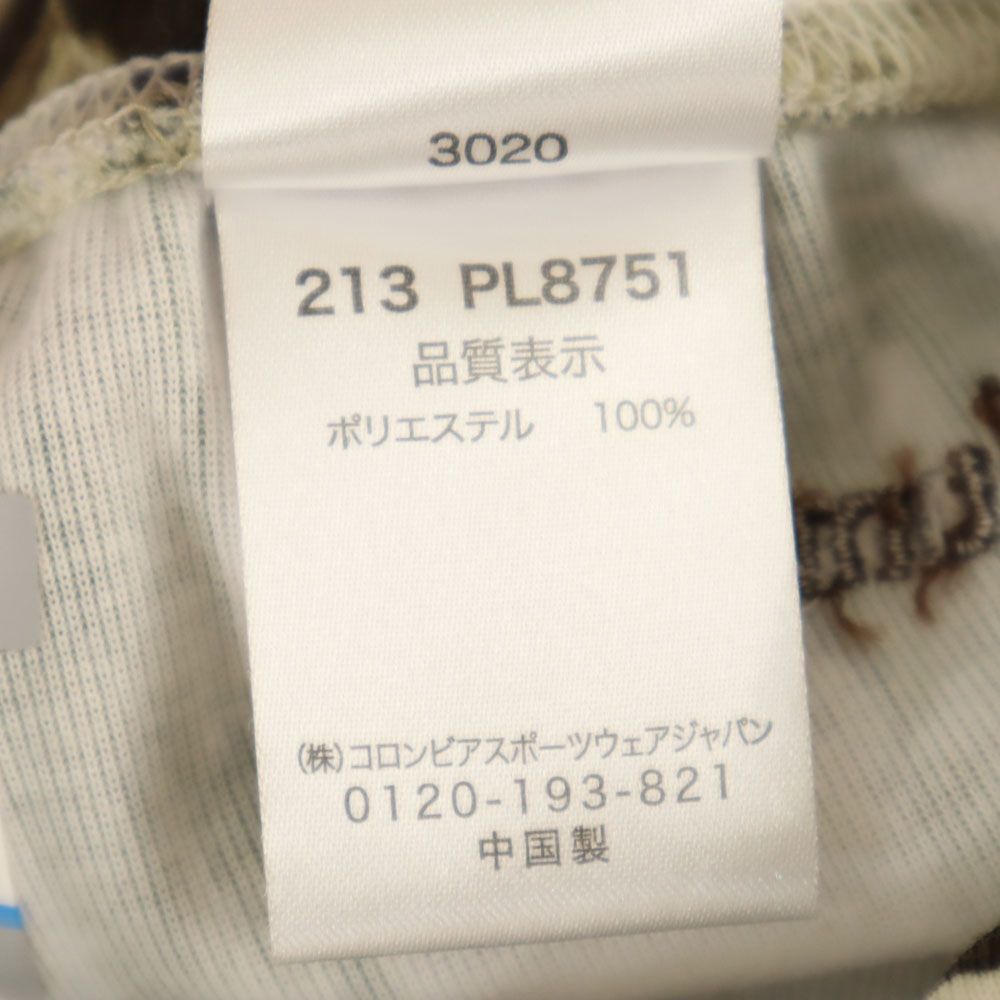 3020
213 PL8751
品質表示
ポリエステル 100%
(株)コロンビアスポーツウェアジャパン
0120-193-821
中国製